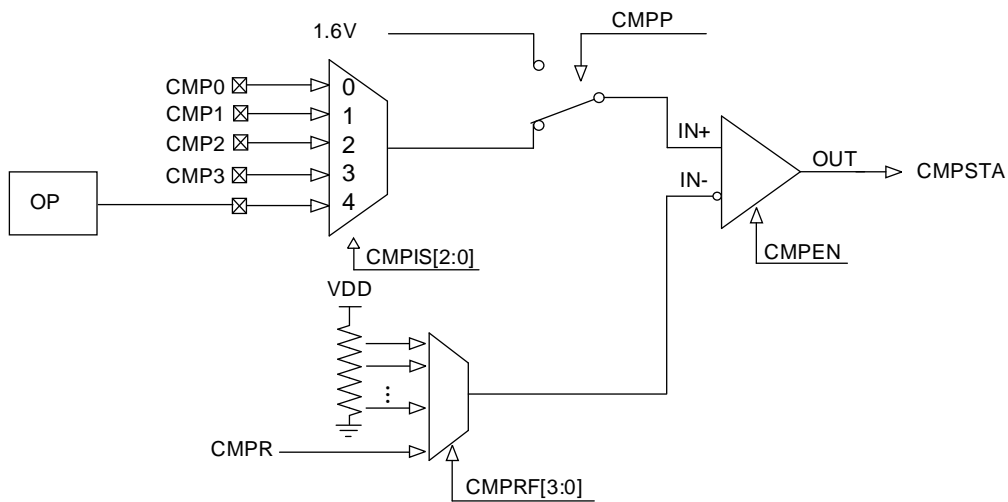 1.6V
CMPP
CMP0
0
CMP1
1
CMP2
2
CMP3
3
OP
4
IN+
IN-
OUT
CMPSTA
CMPEN
CMPIS[2:0]
VDD
...
CMPR
CMPRF[3:0]